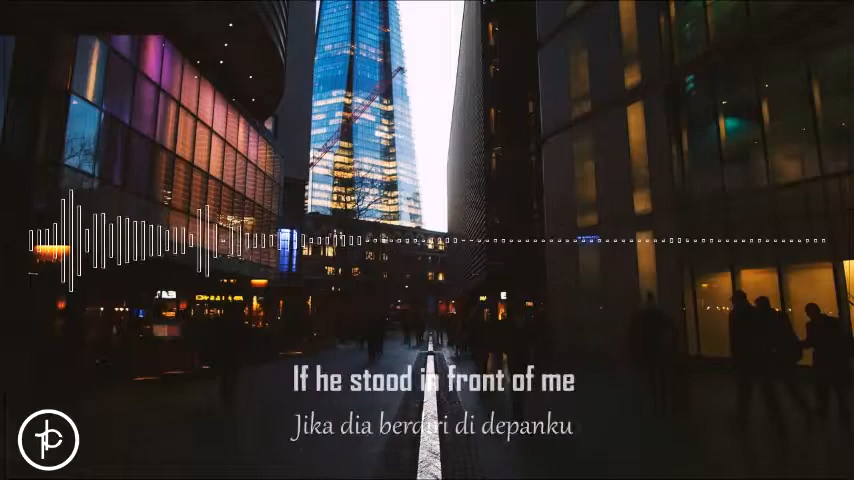 If he stood in front of me
Jika dia berdiri di depanku